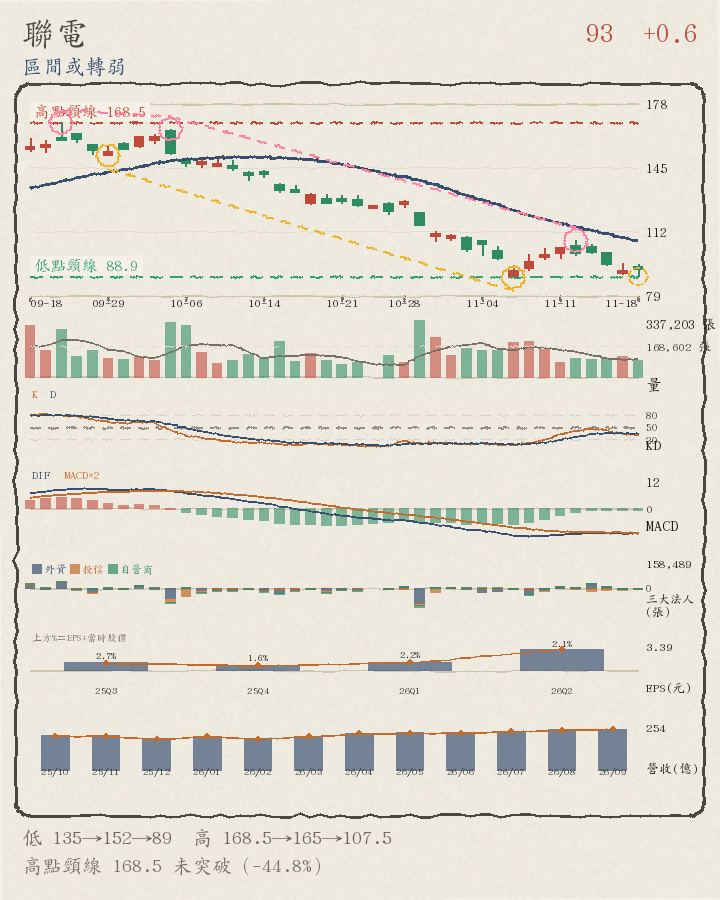 聯電
93 +0.6
區間或轉弱
高點頸線 168.5
178
145
112
低點頸線 88.9
79
09-18 09-29 10-06 10-14 10-21 10-28 11-04 11-11 11-18
337,203 張
168,602 張
量
K D
80
50
20
KD
DIF MACD×2
12
0
MACD
外資 投信 自營商
158,489
0
三大法人
(張)
上方%=EPS÷當時股價
2.7% 1.6% 2.2% 2.1%
3.39
25Q3 25Q4 26Q1 26Q2
EPS(元)
254
25/10 25/11 25/12 26/01 26/02 26/03 26/04 26/05 26/06 26/07 26/08 26/09
營收(億)
低 135→152→89 高 168.5→165→107.5
高點頸線 168.5 未突破 (-44.8%)